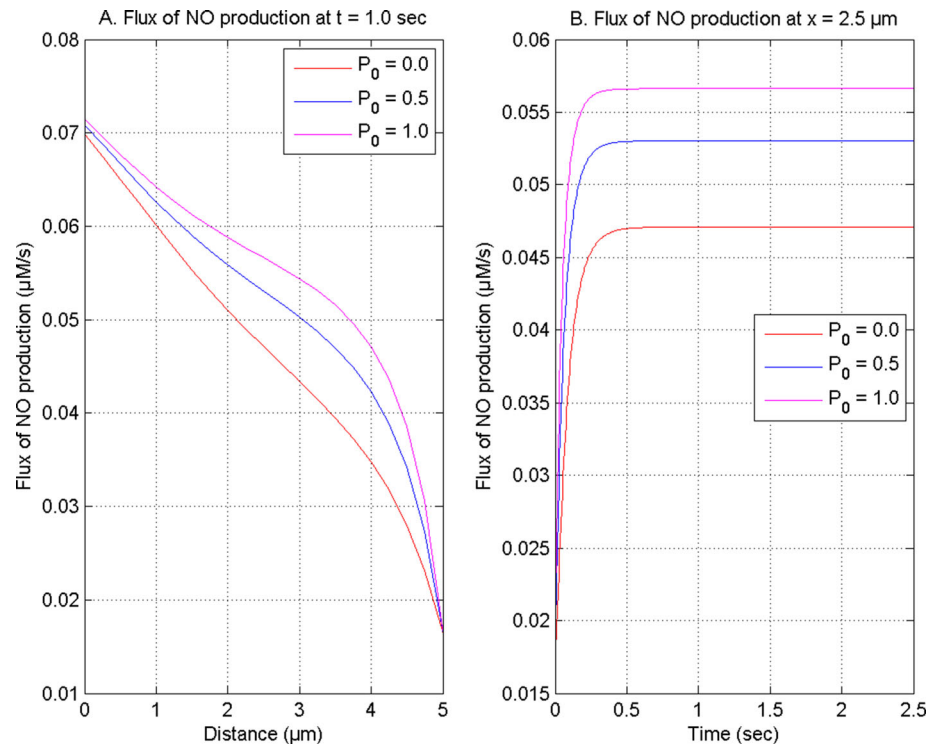 A. Flux of NO production at t = 1.0 sec
0.08
0.07
0.06
0.05
0.04
0.03
0.02
0.01
Flux of NO production (µM/s)
P0 = 0.0
P0 = 0.5
P0 = 1.0
0 1 2 3 4 5
Distance (µm)
B. Flux of NO production at x = 2.5 µm
0.06
0.055
0.05
0.045
0.04
0.035
0.03
0.025
0.02
0.015
Flux of NO production (µM/s)
P0 = 0.0
P0 = 0.5
P0 = 1.0
0 0.5 1 1.5 2 2.5
Time (sec)